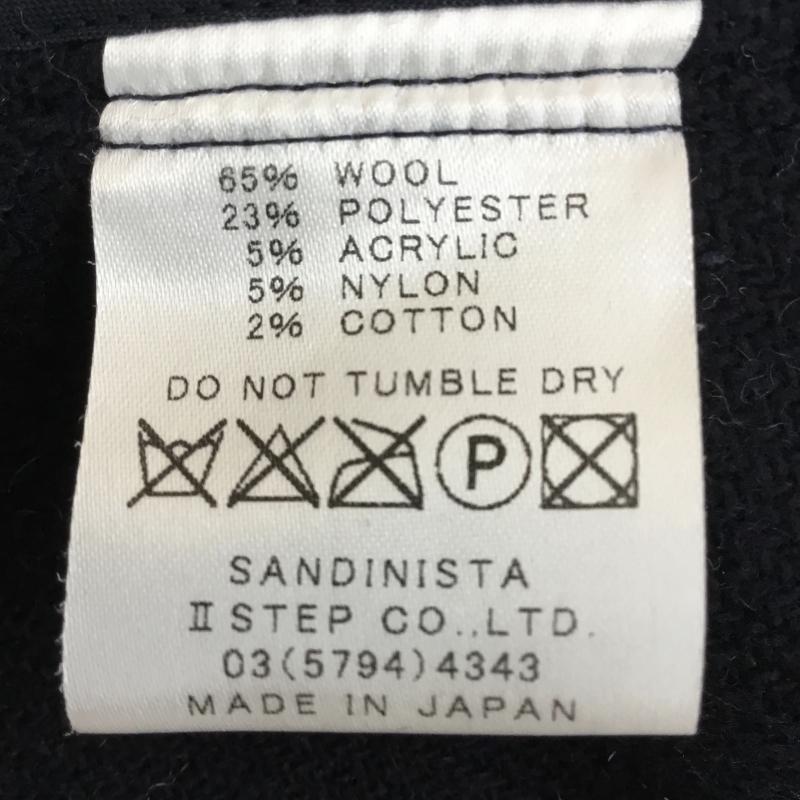 65% WOOL
23% POLYESTER
5% ACRYLIC
5% NYLON
2% COTTON
DO NOT TUMBLE DRY
P
SANDINISTA
Ⅱ STEP CO.,LTD.
03(5794)4343
MADE IN JAPAN